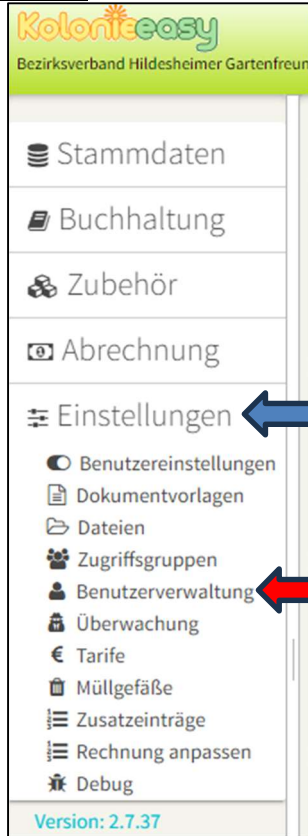 Kolonieeasy
Bezirksverband Hildesheimer Gartenfreun
Stammdaten
Buchhaltung
Zubehör
Abrechnung
Einstellungen
Benutzereinstellungen
Dokumentvorlagen
Dateien
Zugriffsgruppen
Benutzerverwaltung
Überwachung
€ Tarife
Müllgefäße
Zusatzeinträge
Rechnung anpassen
Debug
Version: 2.7.37